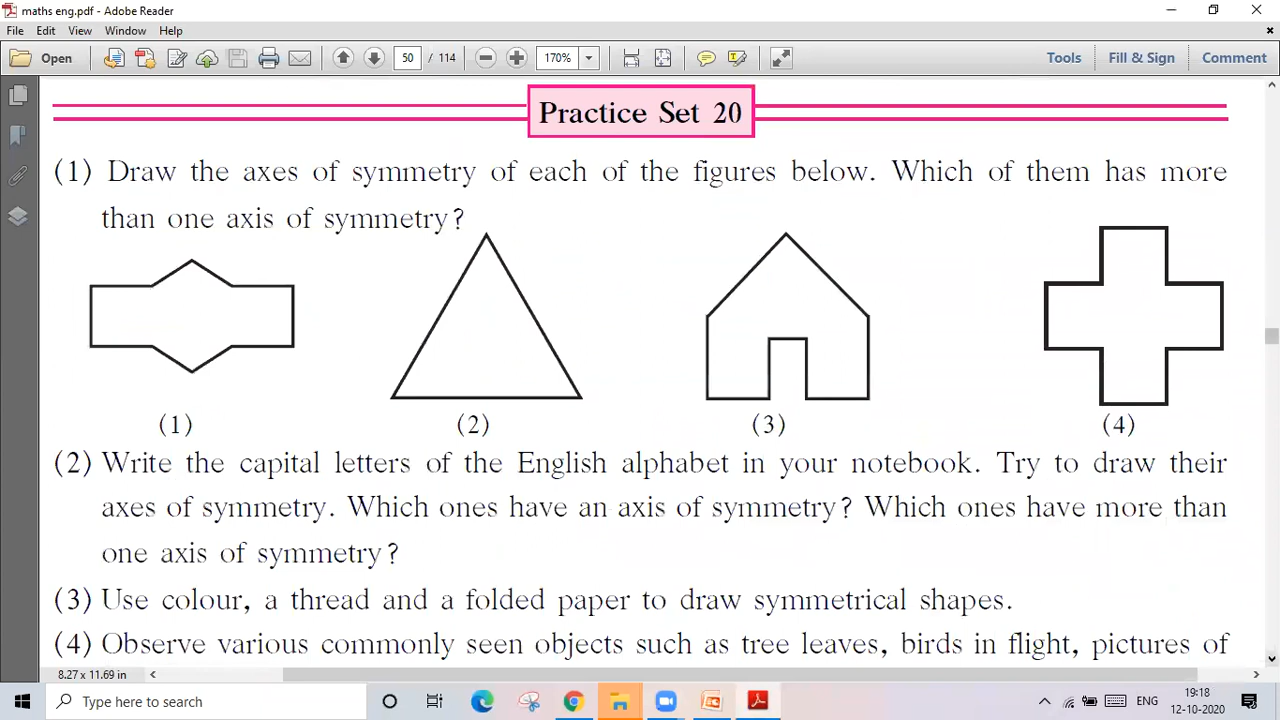 maths eng.pdf - Adobe Reader
File Edit View Window Help
Open 50 / 114 170% Tools Fill & Sign Comment
Practice Set 20
(1) Draw the axes of symmetry of each of the figures below. Which of them has more
than one axis of symmetry?
(1) (2) (3) (4)
(2) Write the capital letters of the English alphabet in your notebook. Try to draw their
axes of symmetry. Which ones have an axis of symmetry? Which ones have more than
one axis of symmetry?
(3) Use colour, a thread and a folded paper to draw symmetrical shapes.
(4) Observe various commonly seen objects such as tree leaves, birds in flight, pictures of
8.27 x 11.69 in
Type here to search
ENG
19:18
12-10-2020